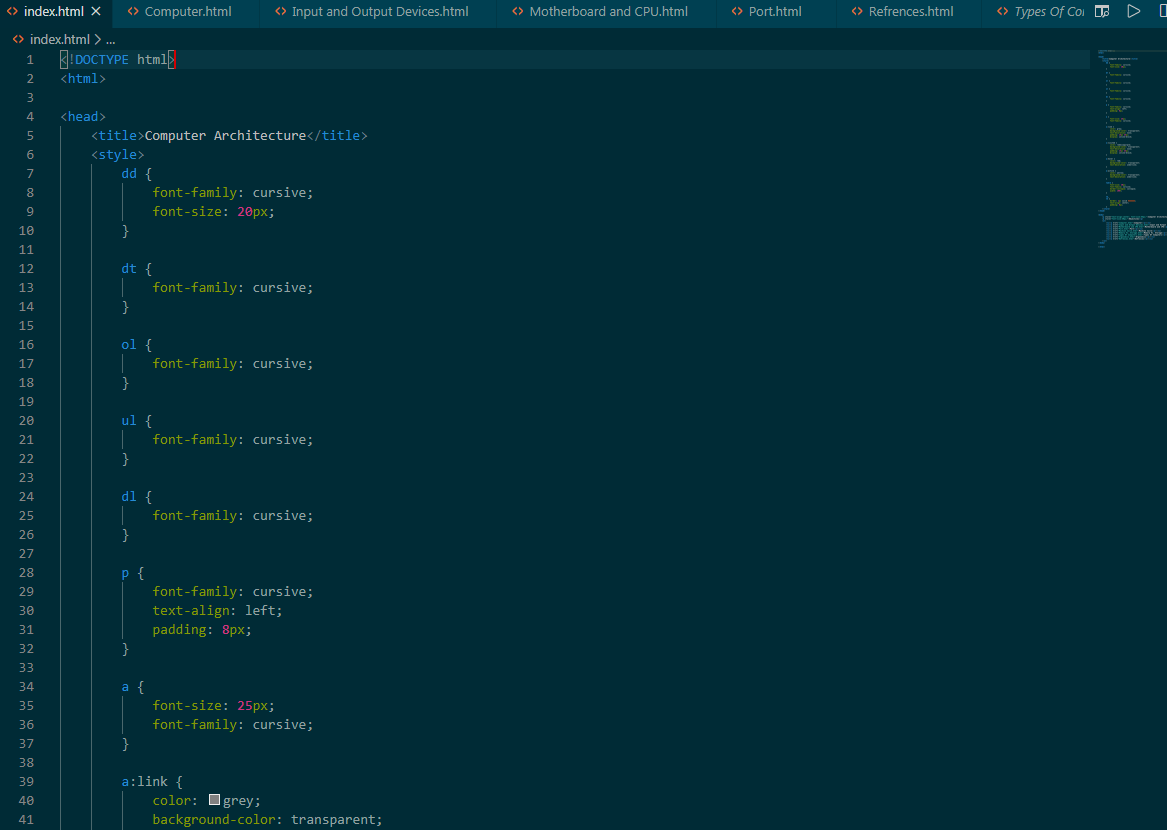 index.html Computer.html Input and Output Devices.html Motherboard and CPU.html Port.html Refrences.html Types Of
index.html > ...
1 <!DOCTYPE html>
2 <html>
3
4 <head>
5 <title>Computer Architecture</title>
6 <style>
7 dd {
8 font-family: cursive;
9 font-size: 20px;
10 }
11
12 dt {
13 font-family: cursive;
14 }
15
16 ol {
17 font-family: cursive;
18 }
19
20 ul {
21 font-family: cursive;
22 }
23
24 dl {
25 font-family: cursive;
26 }
27
28 p {
29 font-family: cursive;
30 text-align: left;
31 padding: 8px;
32 }
33
34 a {
35 font-size: 25px;
36 font-family: cursive;
37 }
38
39 a:link {
40 color: grey;
41 background-color: transparent;